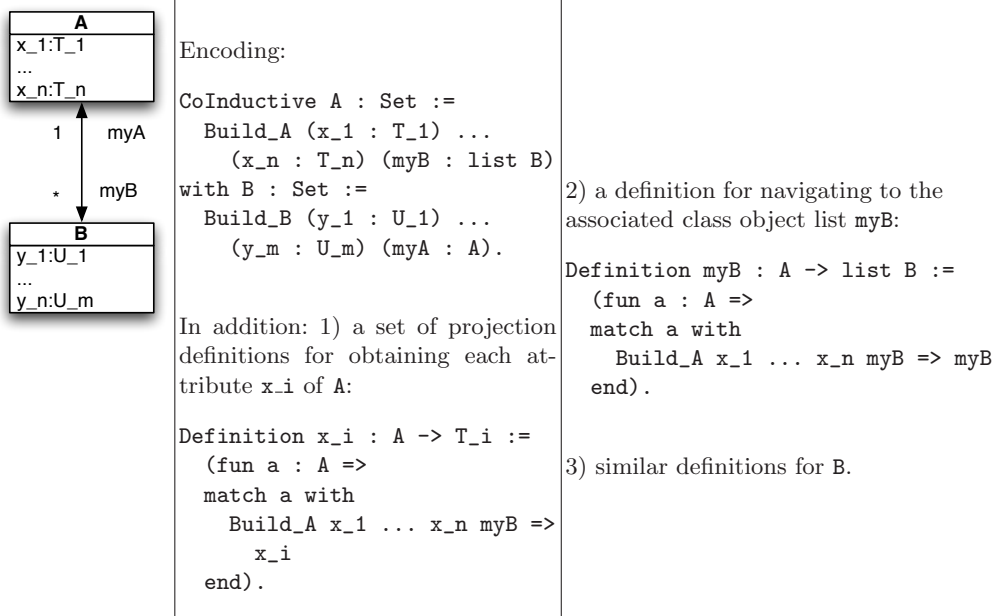 A
x_1:T_1
...
x_n:T_n
1 myA
* myB
B
y_1:U_1
...
y_n:U_m
Encoding:
CoInductive A : Set :=
Build_A (x_1 : T_1) ...
(x_n : T_n) (myB : list B)
with B : Set :=
Build_B (y_1 : U_1) ...
(y_m : U_m) (myA : A).
In addition: 1) a set of projection
definitions for obtaining each at-
tribute x_i of A:
Definition x_i : A -> T_i :=
(fun a : A =>
match a with
Build_A x_1 ... x_n myB =>
x_i
end).
2) a definition for navigating to the
associated class object list myB:
Definition myB : A -> list B :=
(fun a : A =>
match a with
Build_A x_1 ... x_n myB => myB
end).
3) similar definitions for B.